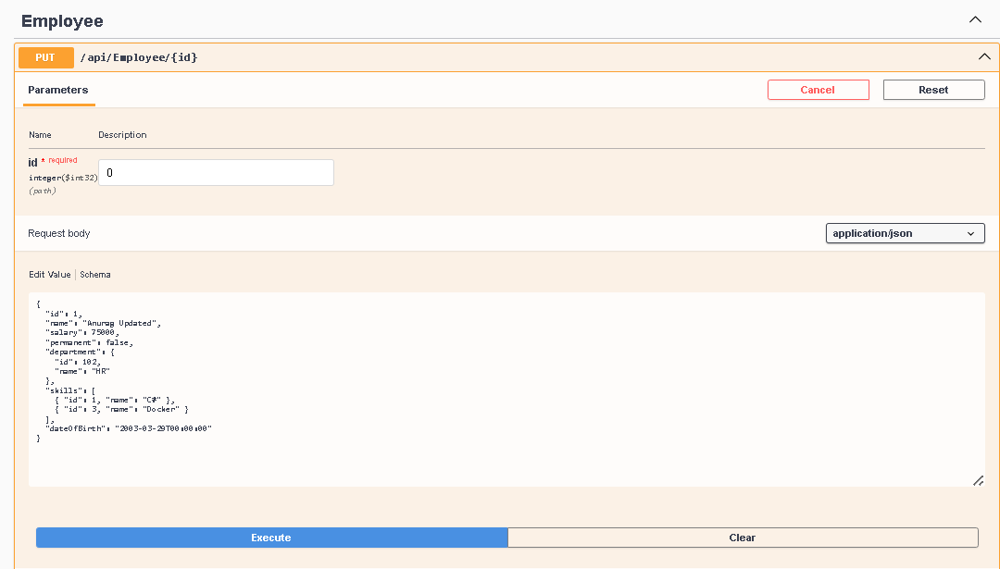 Employee
PUT /api/Employee/{id}
Parameters
Cancel
Reset
Name Description
id * required
integer($int32)
(path)
0
Request body
application/json
Edit Value | Schema
{
  "id": 1,
  "name": "Anurag Updated",
  "salary": 75000,
  "permanent": false,
  "department": {
    "id": 102,
    "name": "HR"
  },
  "skills": [
    { "id": 1, "name": "C#" },
    { "id": 3, "name": "Docker" }
  ],
  "dateOfBirth": "2003-03-29T00:00:00"
}
Execute
Clear